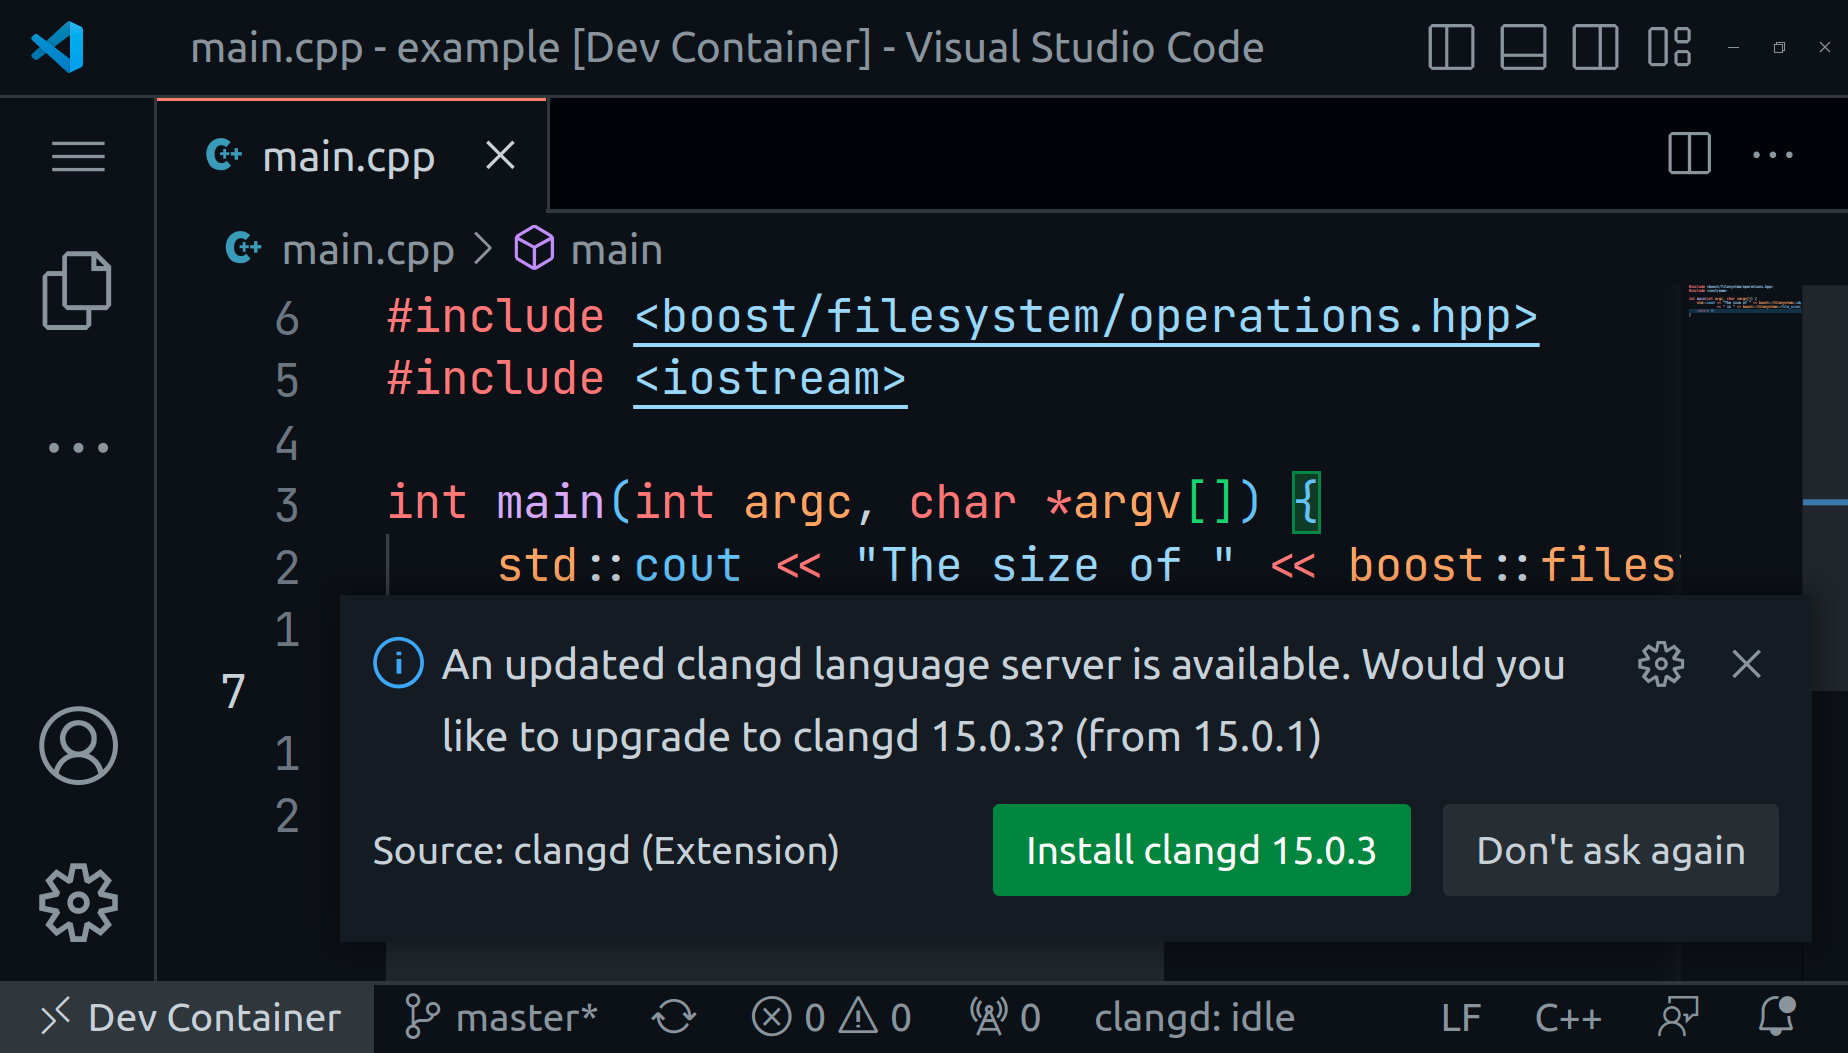 main.cpp - example [Dev Container] - Visual Studio Code
main.cpp
main.cpp > main
6 #include <boost/filesystem/operations.hpp>
5 #include <iostream>
4
3 int main(int argc, char *argv[]) {
2 std::cout << "The size of " << boost::files
1
7
1
2
An updated clangd language server is available. Would you
like to upgrade to clangd 15.0.3? (from 15.0.1)
Source: clangd (Extension) Install clangd 15.0.3 Don't ask again
Dev Container master* 0 0 0 clangd: idle LF C++